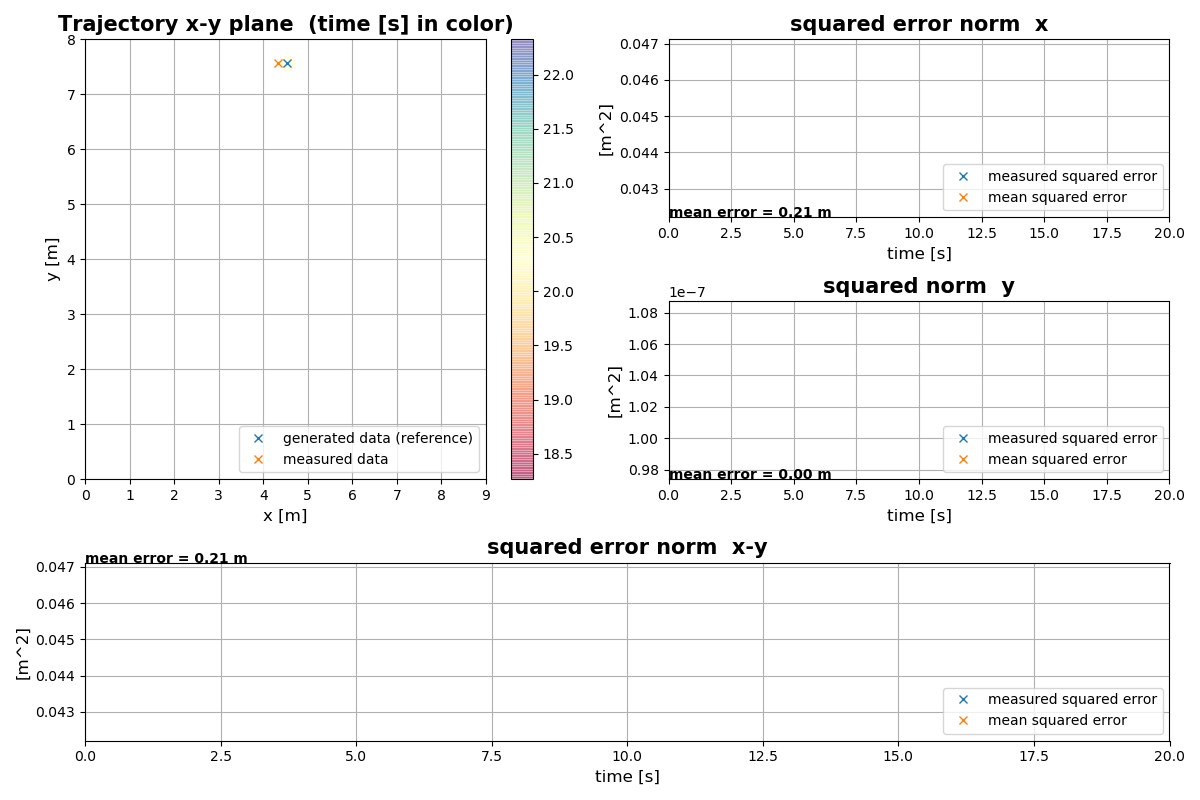 Trajectory x-y plane  (time [s] in color)
8
7
6
5
4
3
2
1
0
y [m]
0 1 2 3 4 5 6 7 8 9
x [m]
generated data (reference)
measured data
22.0
21.5
21.0
20.5
20.0
19.5
19.0
18.5
squared error norm  x
0.047
0.046
0.045
0.044
0.043
[m^2]
measured squared error
mean squared error
mean error = 0.21 m
0.0 2.5 5.0 7.5 10.0 12.5 15.0 17.5 20.0
time [s]
squared norm  y
1e−7
1.08
1.06
1.04
1.02
1.00
0.98
[m^2]
measured squared error
mean squared error
mean error = 0.00 m
0.0 2.5 5.0 7.5 10.0 12.5 15.0 17.5 20.0
time [s]
squared error norm  x-y
mean error = 0.21 m
0.047
0.046
0.045
0.044
0.043
[m^2]
measured squared error
mean squared error
0.0 2.5 5.0 7.5 10.0 12.5 15.0 17.5 20.0
time [s]